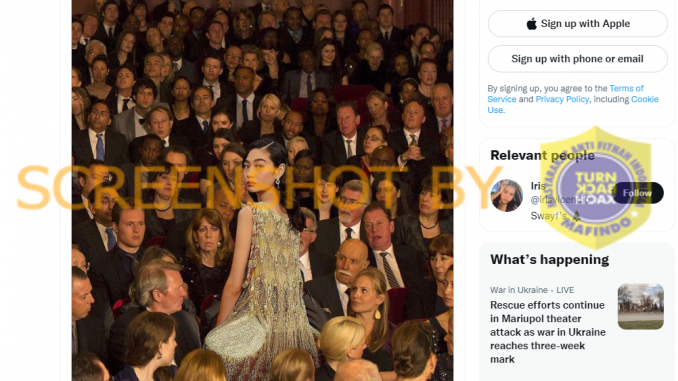 Sign up with Apple
Sign up with phone or email
By signing up, you agree to the Terms of
Service and Privacy Policy, including Cookie
Use.
Relevant people
Iris
Follow
Swayf's
What's happening
War in Ukraine · LIVE
Rescue efforts continue
in Mariupol theater
attack as war in Ukraine
reaches three-week
mark
SCREENSHOT BY
ANTI FITNAH
TURN
BACK
HOAX
MAFINDO